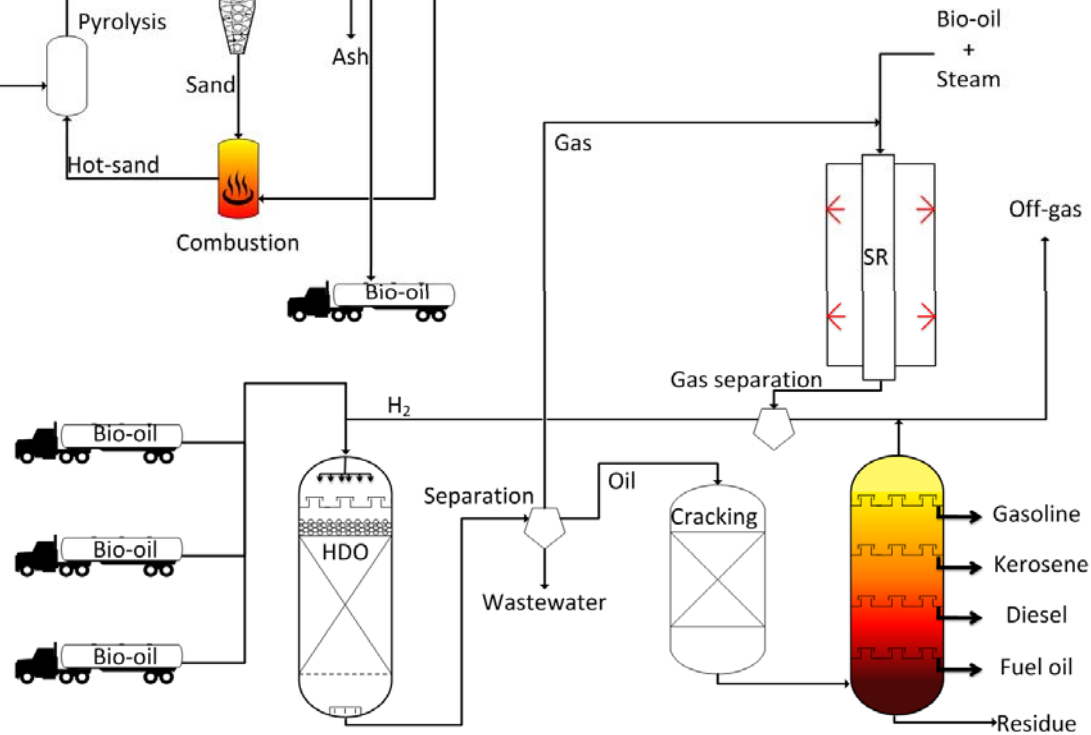 Pyrolysis
Bio-oil
+
Steam
Ash
Sand
Gas
Hot-sand
Off-gas
Combustion
SR
Bio-oil
Gas separation
H2
Bio-oil
Separation
Oil
Cracking
Gasoline
HDO
Bio-oil
Kerosene
Wastewater
Diesel
Bio-oil
Fuel oil
Residue